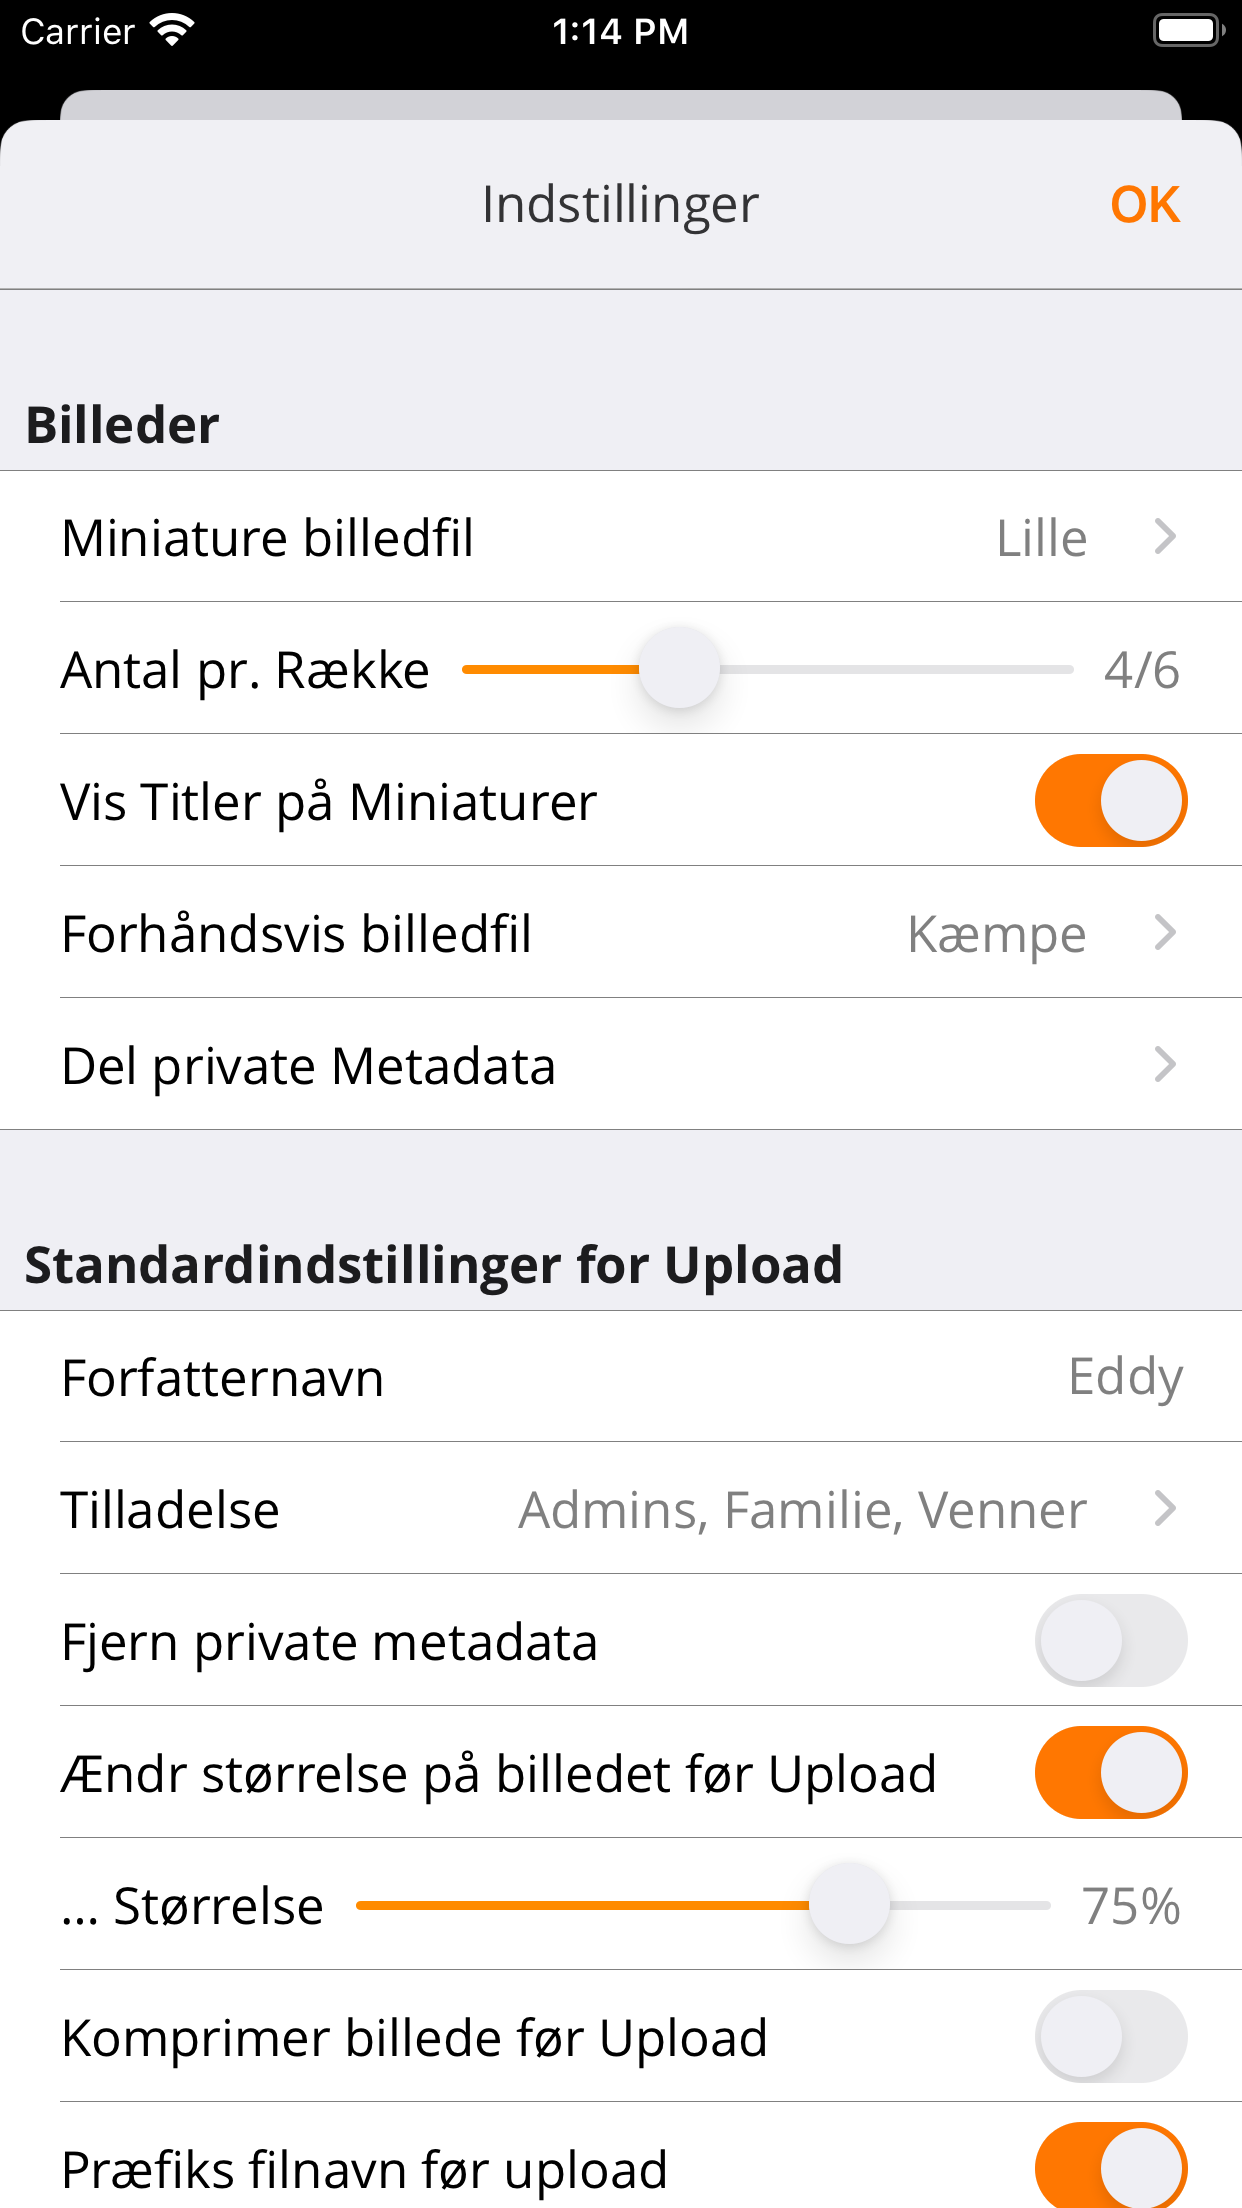 Carrier 1:14 PM
Indstillinger OK
Billeder
Miniature billedfil Lille
Antal pr. Række 4/6
Vis Titler på Miniaturer
Forhåndsvis billedfil Kæmpe
Del private Metadata
Standardindstillinger for Upload
Forfatternavn Eddy
Tilladelse Admins, Familie, Venner
Fjern private metadata
Ændr størrelse på billedet før Upload
... Størrelse 75%
Komprimer billede før Upload
Præfiks filnavn før upload